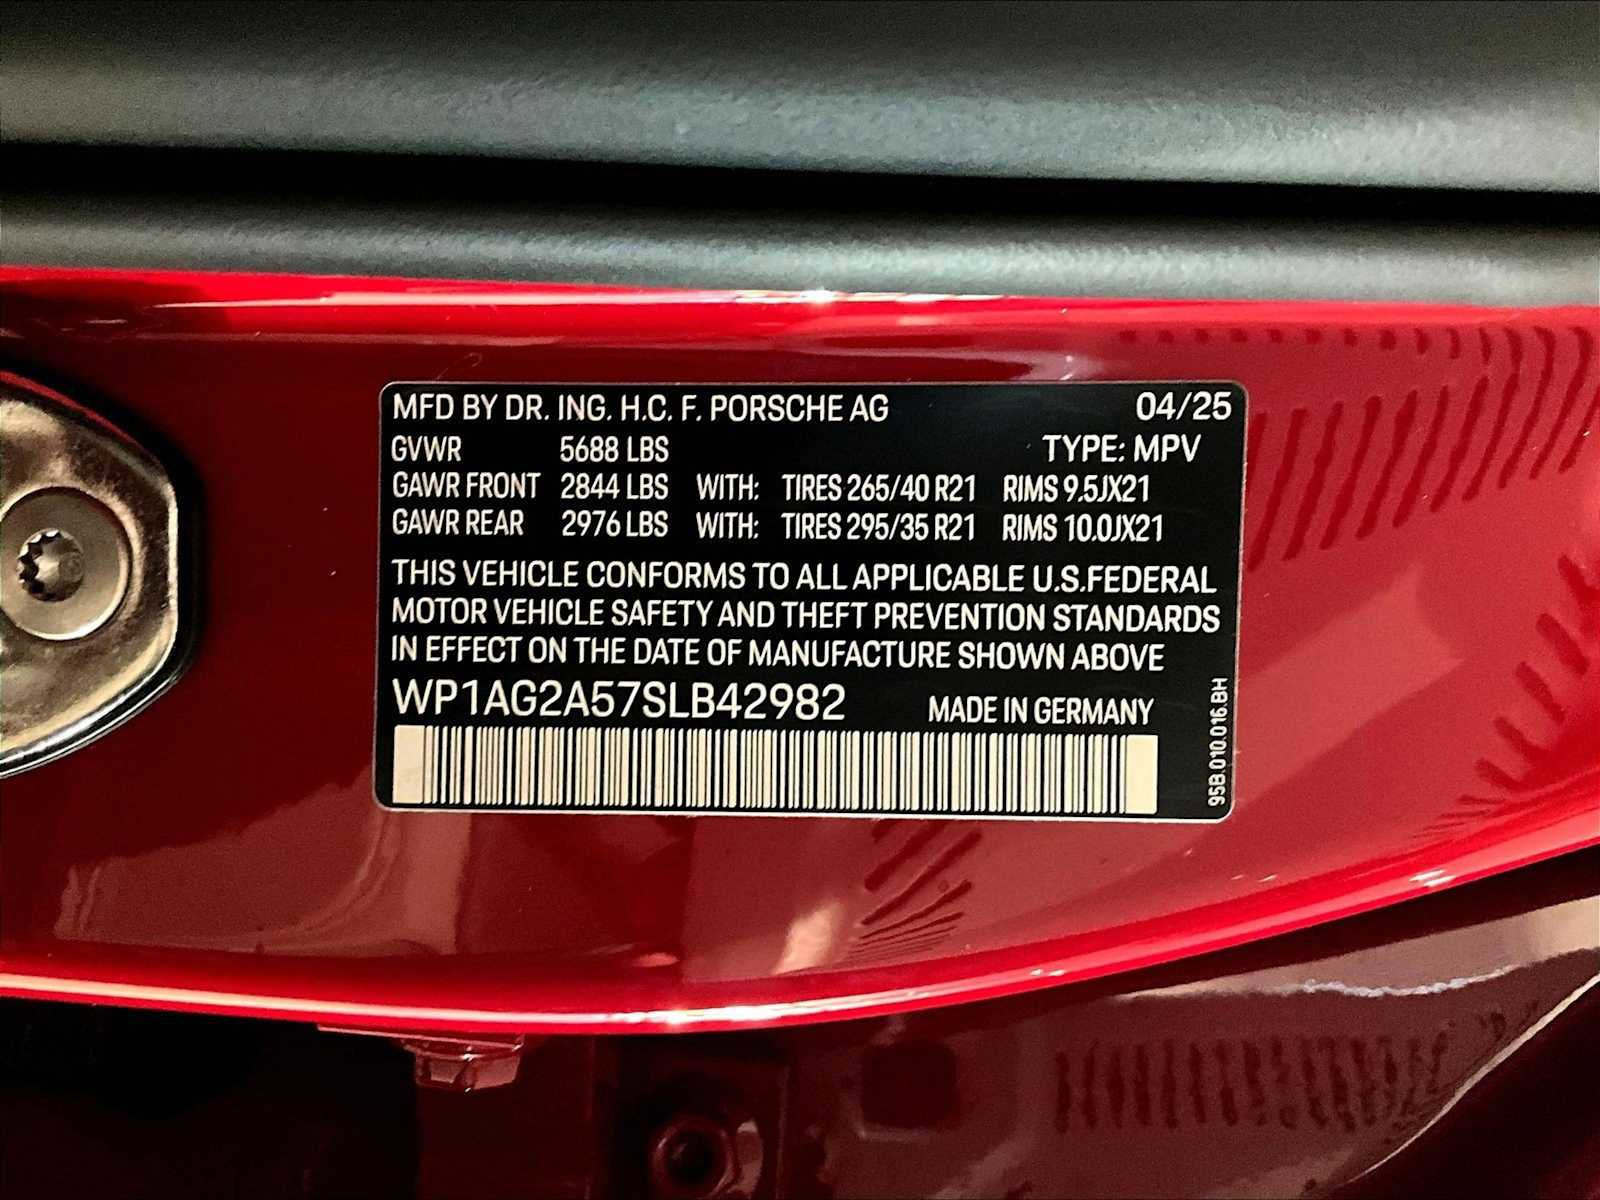 MFD BY DR. ING. H.C. F. PORSCHE AG 04/25
GVWR 5688 LBS TYPE: MPV
GAWR FRONT 2844 LBS WITH: TIRES 265/40 R21 RIMS 9.5JX21
GAWR REAR 2976 LBS WITH: TIRES 295/35 R21 RIMS 10.0JX21
THIS VEHICLE CONFORMS TO ALL APPLICABLE U.S.FEDERAL
MOTOR VEHICLE SAFETY AND THEFT PREVENTION STANDARDS
IN EFFECT ON THE DATE OF MANUFACTURE SHOWN ABOVE
WP1AG2A57SLB42982 MADE IN GERMANY
95B.010.016.BH